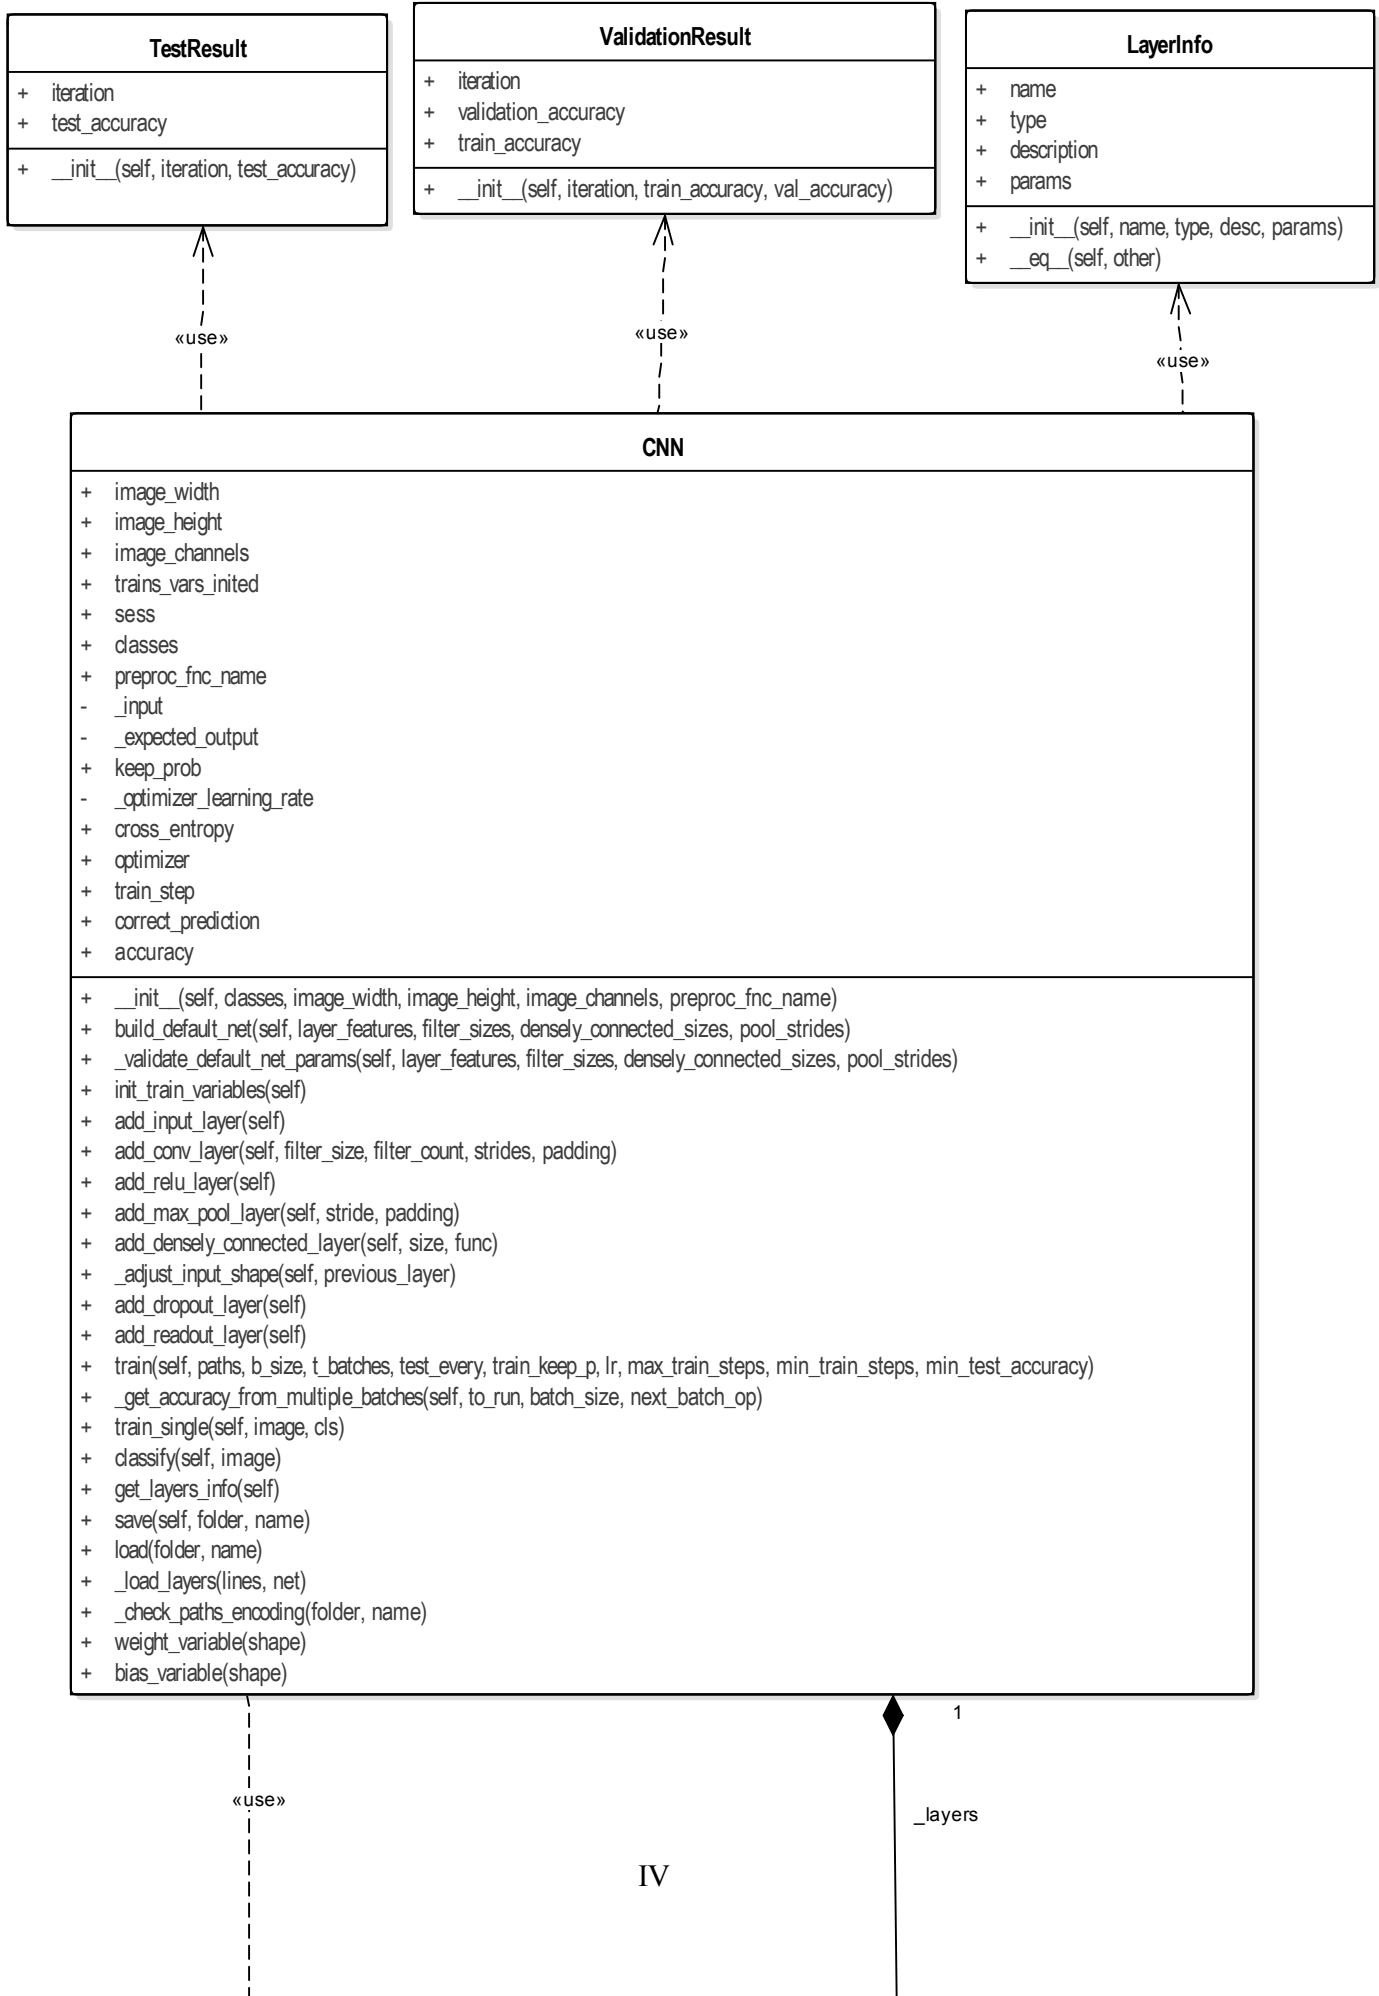 TestResult
+ iteration
+ test_accuracy
+ __init__(self, iteration, test_accuracy)
ValidationResult
+ iteration
+ validation_accuracy
+ train_accuracy
+ __init__(self, iteration, train_accuracy, val_accuracy)
LayerInfo
+ name
+ type
+ description
+ params
+ __init__(self, name, type, desc, params)
+ __eq__(self, other)
«use»
«use»
«use»
CNN
+ image_width
+ image_height
+ image_channels
+ trains_vars_inited
+ sess
+ classes
+ preproc_fnc_name
- _input
- _expected_output
+ keep_prob
- _optimizer_learning_rate
+ cross_entropy
+ optimizer
+ train_step
+ correct_prediction
+ accuracy
+ __init__(self, classes, image_width, image_height, image_channels, preproc_fnc_name)
+ build_default_net(self, layer_features, filter_sizes, densely_connected_sizes, pool_strides)
+ _validate_default_net_params(self, layer_features, filter_sizes, densely_connected_sizes, pool_strides)
+ init_train_variables(self)
+ add_input_layer(self)
+ add_conv_layer(self, filter_size, filter_count, strides, padding)
+ add_relu_layer(self)
+ add_max_pool_layer(self, stride, padding)
+ add_densely_connected_layer(self, size, func)
+ _adjust_input_shape(self, previous_layer)
+ add_dropout_layer(self)
+ add_readout_layer(self)
+ train(self, paths, b_size, t_batches, test_every, train_keep_p, lr, max_train_steps, min_train_steps, min_test_accuracy)
+ _get_accuracy_from_multiple_batches(self, to_run, batch_size, next_batch_op)
+ train_single(self, image, cls)
+ classify(self, image)
+ get_layers_info(self)
+ save(self, folder, name)
+ load(folder, name)
+ _load_layers(lines, net)
+ _check_paths_encoding(folder, name)
+ weight_variable(shape)
+ bias_variable(shape)
1
«use»
_layers
IV